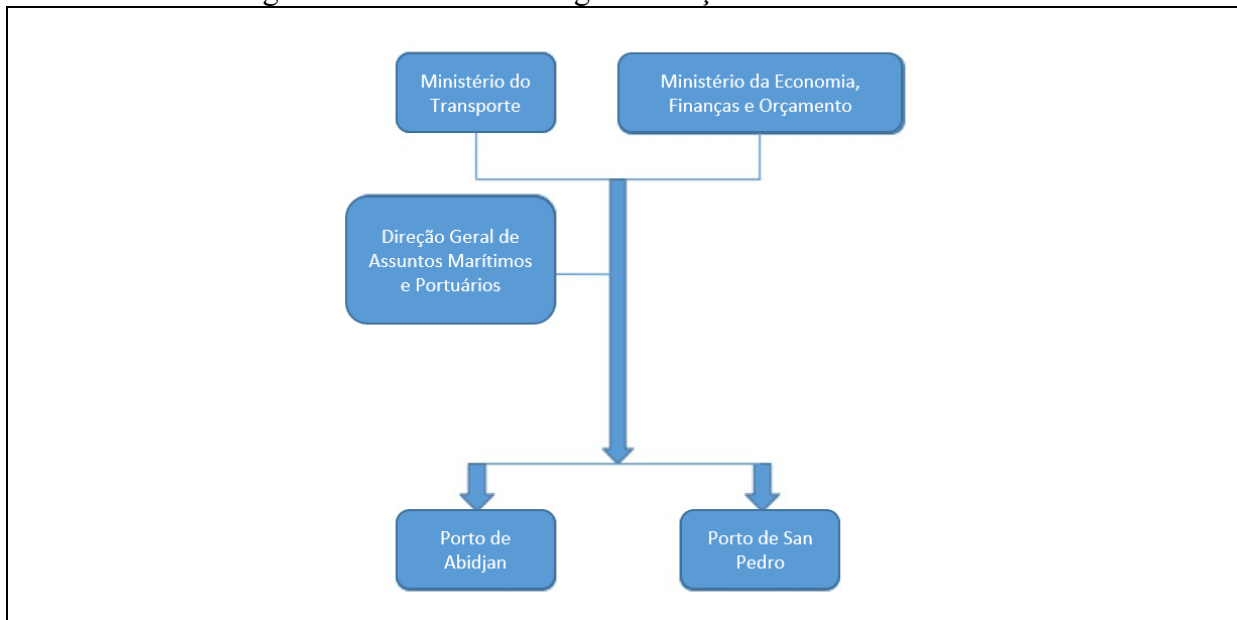 Ministério do
Transporte
Ministério da Economia,
Finanças e Orçamento
Direção Geral de
Assuntos Marítimos
e Portuários
Porto de
Abidjan
Porto de San
Pedro